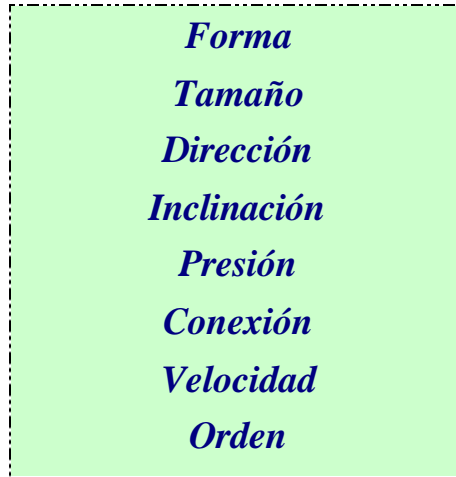 Forma
Tamaño
Dirección
Inclinación
Presión
Conexión
Velocidad
Orden